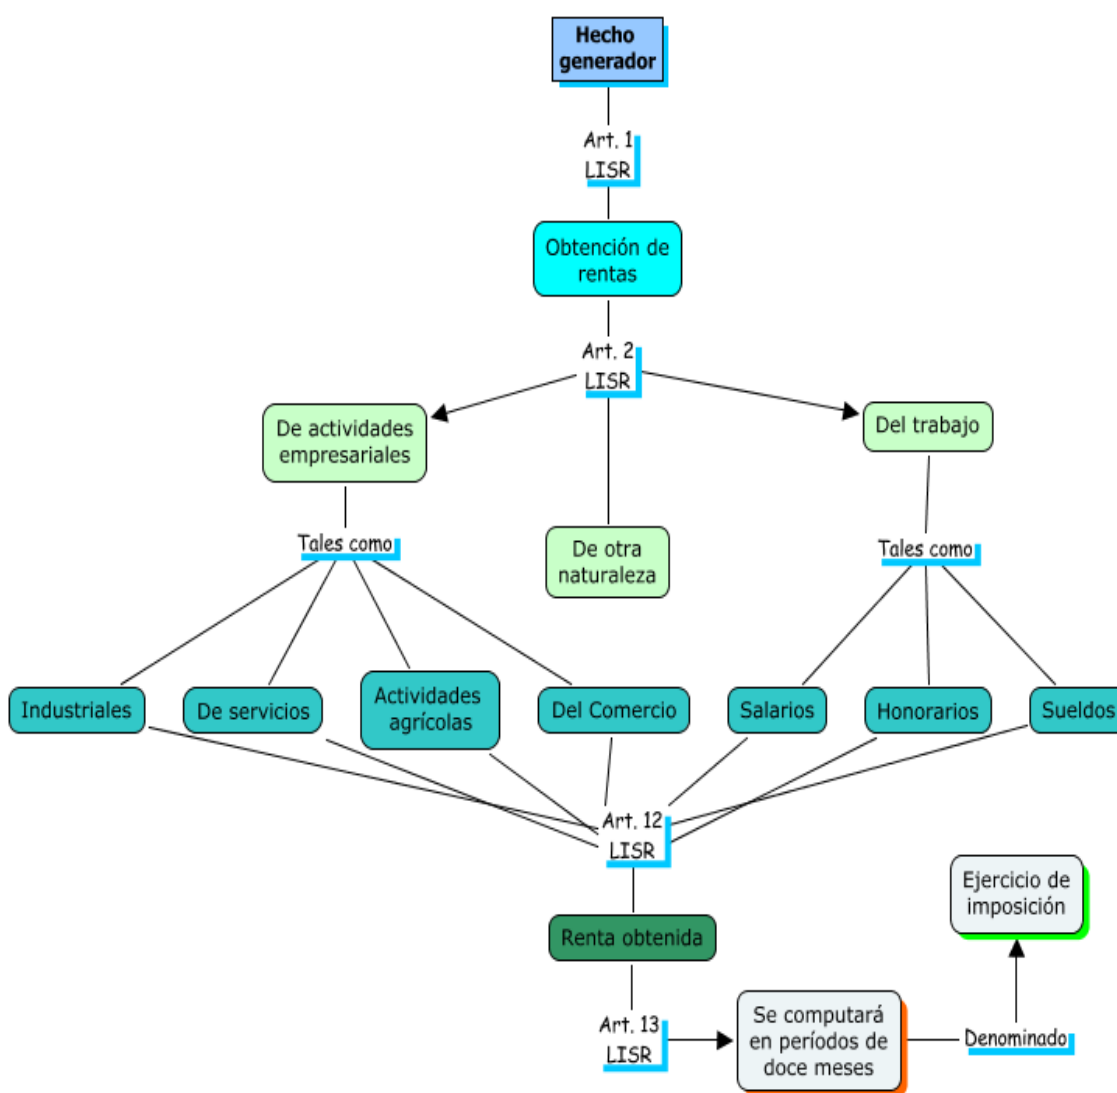 Hecho
generador
Art. 1
LISR
Obtención de
rentas
Art. 2
LISR
De actividades
empresariales
Del trabajo
De otra
naturaleza
Tales como
Tales como
Industriales
De servicios
Actividades
agrícolas
Del Comercio
Salarios
Honorarios
Sueldos
Art. 12
LISR
Renta obtenida
Art. 13
LISR
Se computará
en períodos de
doce meses
Denominado
Ejercicio de
imposición